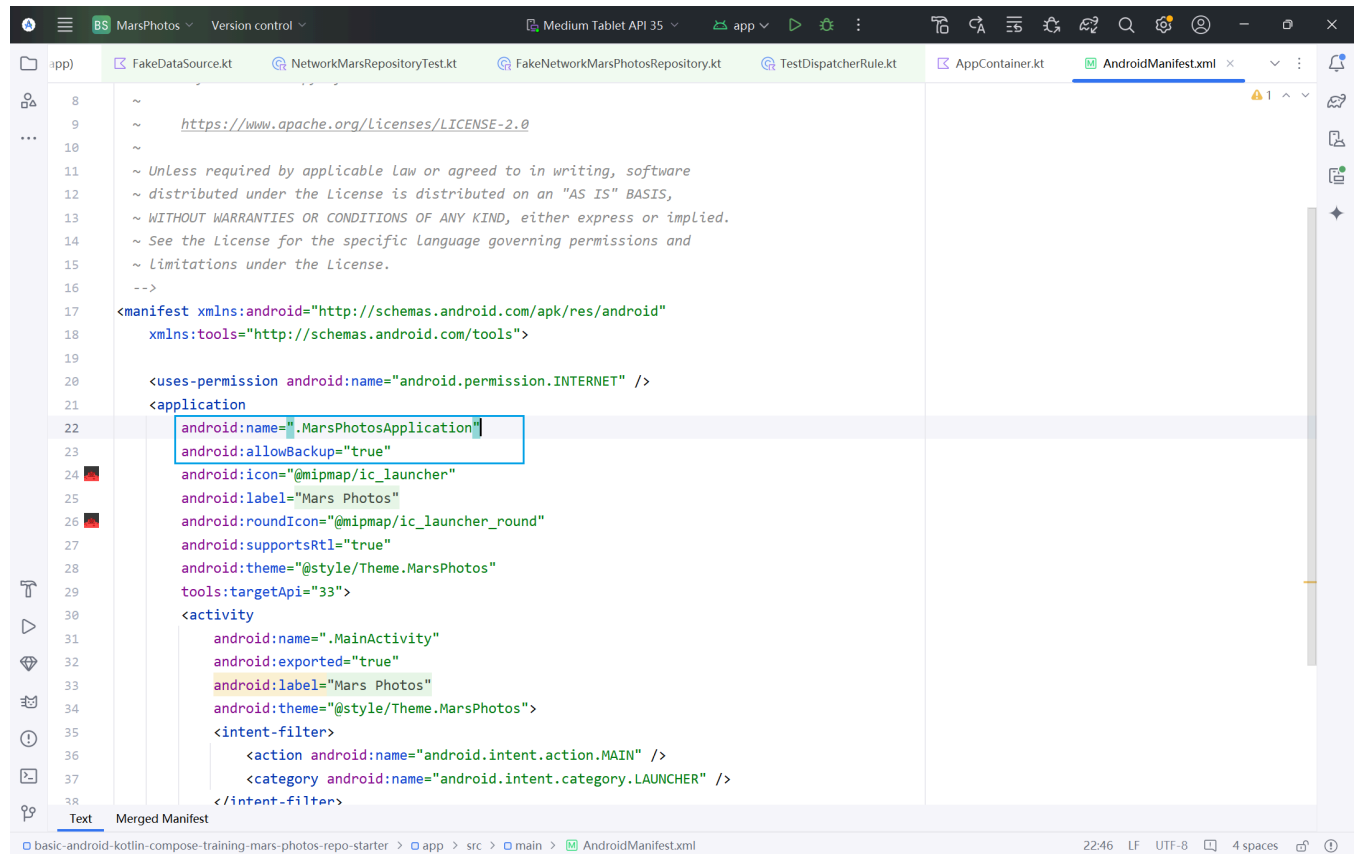 BS MarsPhotos Version control Medium Tablet API 35 app
app) FakeDataSource.kt NetworkMarsRepositoryTest.kt FakeNetworkMarsPhotosRepository.kt TestDispatcherRule.kt AppContainer.kt AndroidManifest.xml
1
8 ~
9 ~ https://www.apache.org/licenses/LICENSE-2.0
10 ~
11 ~ Unless required by applicable law or agreed to in writing, software
12 ~ distributed under the License is distributed on an "AS IS" BASIS,
13 ~ WITHOUT WARRANTIES OR CONDITIONS OF ANY KIND, either express or implied.
14 ~ See the License for the specific language governing permissions and
15 ~ limitations under the License.
16 -->
17 <manifest xmlns:android="http://schemas.android.com/apk/res/android"
18 xmlns:tools="http://schemas.android.com/tools">
19
20 <uses-permission android:name="android.permission.INTERNET" />
21 <application
22 android:name=".MarsPhotosApplication"
23 android:allowBackup="true"
24 android:icon="@mipmap/ic_launcher"
25 android:label="Mars Photos"
26 android:roundIcon="@mipmap/ic_launcher_round"
27 android:supportsRtl="true"
28 android:theme="@style/Theme.MarsPhotos"
29 tools:targetApi="33">
30 <activity
31 android:name=".MainActivity"
32 android:exported="true"
33 android:label="Mars Photos"
34 android:theme="@style/Theme.MarsPhotos">
35 <intent-filter>
36 <action android:name="android.intent.action.MAIN" />
37 <category android:name="android.intent.category.LAUNCHER" />
38 </intent-filter>
Text Merged Manifest
basic-android-kotlin-compose-training-mars-photos-repo-starter > app > src > main > AndroidManifest.xml 22:46 LF UTF-8 4 spaces